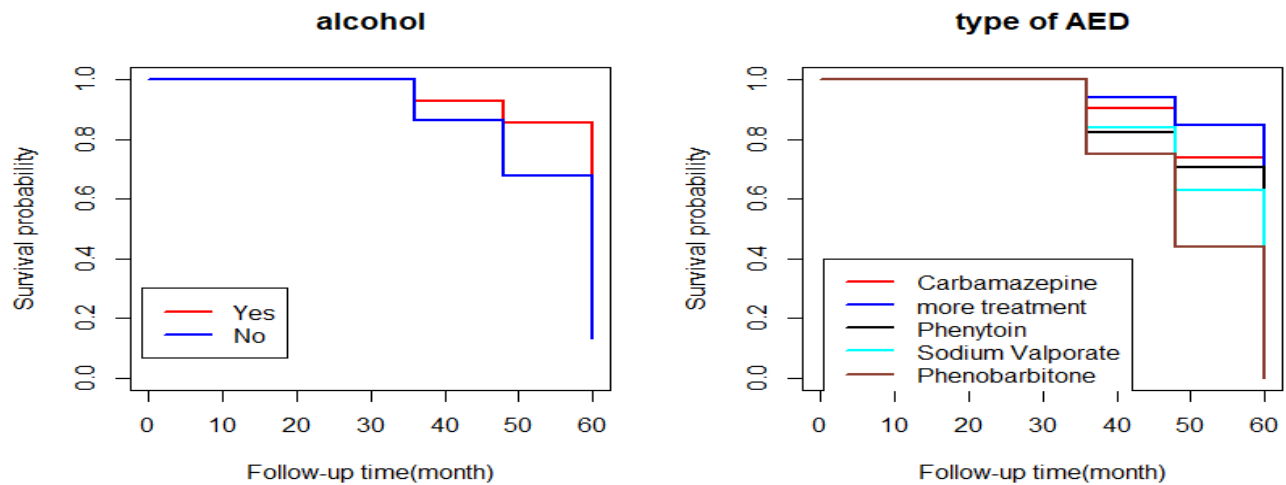 alcohol
Survival probability
1.0
0.8
0.6
0.4
0.2
0.0
Yes
No
0 10 20 30 40 50 60
Follow-up time(month)
type of AED
Survival probability
1.0
0.8
0.6
0.4
0.2
0.0
Carbamazepine
more treatment
Phenytoin
Sodium Valporate
Phenobarbitone
0 10 20 30 40 50 60
Follow-up time(month)